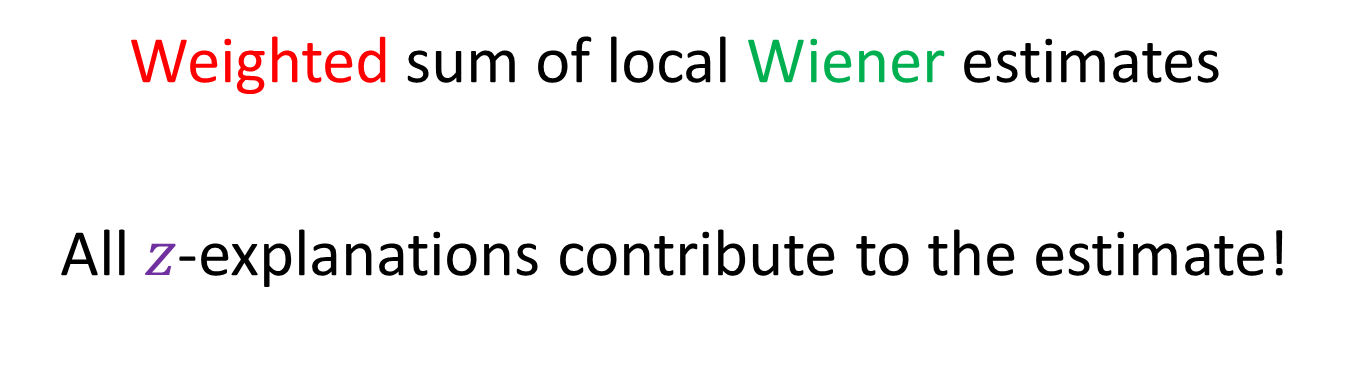 Weighted sum of local Wiener estimates
All z-explanations contribute to the estimate!